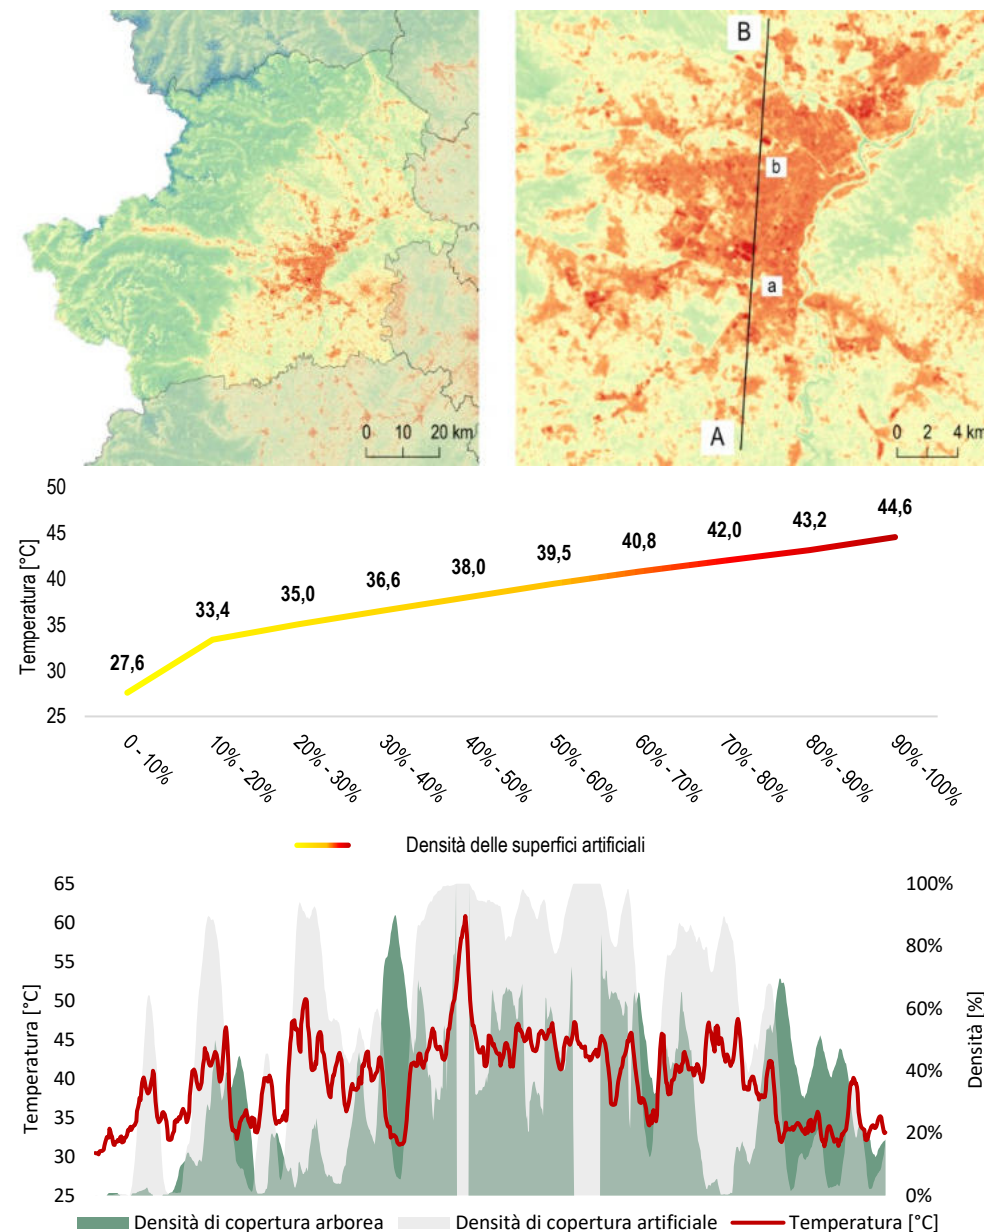 B
b
a
A
0 10 20 km
0 2 4 km
Temperatura [°C]
50
45
40
35
30
25
27,6
33,4
35,0
36,6
38,0
39,5
40,8
42,0
43,2
44,6
0 - 10%
10% - 20%
20% - 30%
30% - 40%
40% - 50%
50% - 60%
60% - 70%
70% - 80%
80% - 90%
90% -100%
Densità delle superfici artificiali
Temperatura [°C]
65
60
55
50
45
40
35
30
25
100%
80%
60%
40%
20%
0%
Densità [%]
Densità di copertura arborea Densità di copertura artificiale Temperatura [°C]